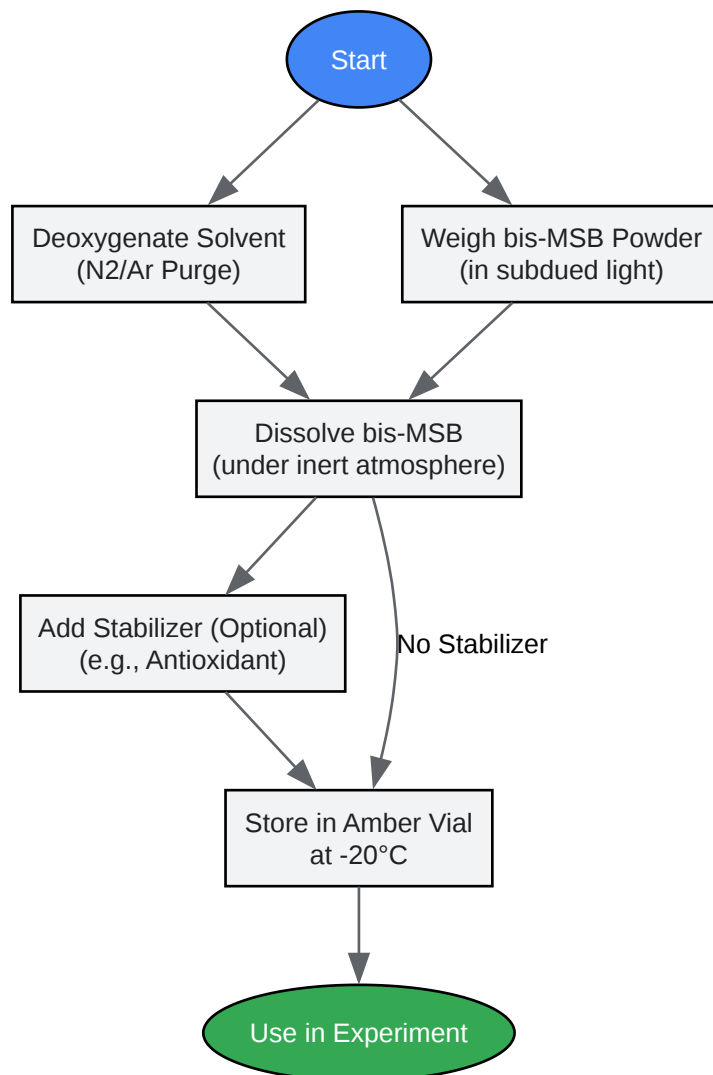 Start
Deoxygenate Solvent
(N2/Ar Purge)
Weigh bis-MSB Powder
(in subdued light)
Dissolve bis-MSB
(under inert atmosphere)
Add Stabilizer (Optional)
(e.g., Antioxidant)
No Stabilizer
Store in Amber Vial
at -20°C
Use in Experiment